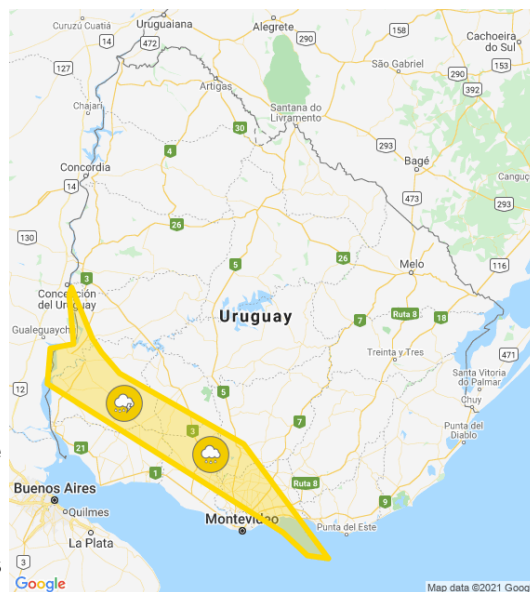 Curuzú Cuatiá
14
Uruguaiana
472
Alegrete
290
158
Cachoeira
do Sul
São Gabriel
290
153
127
392
Chajarí
Artigas
Santana do
Livramento
30
293
4
Concordia
14
Bagé
473
293
130
26
26
5
Melo
116
3
Concepción
del Uruguay
Uruguay
7
Ruta 8
18
Gualeguaychú
471
Treinta y Tres
Santa Vitoria
do Palmar
12
5
Chuy
3
7
Punta del
Diablo
21
1
Ruta 8
Buenos Aires
Quilmes
9
Montevideo
Punta del Este
La Plata
3
Google
Map data ©2021 Goog